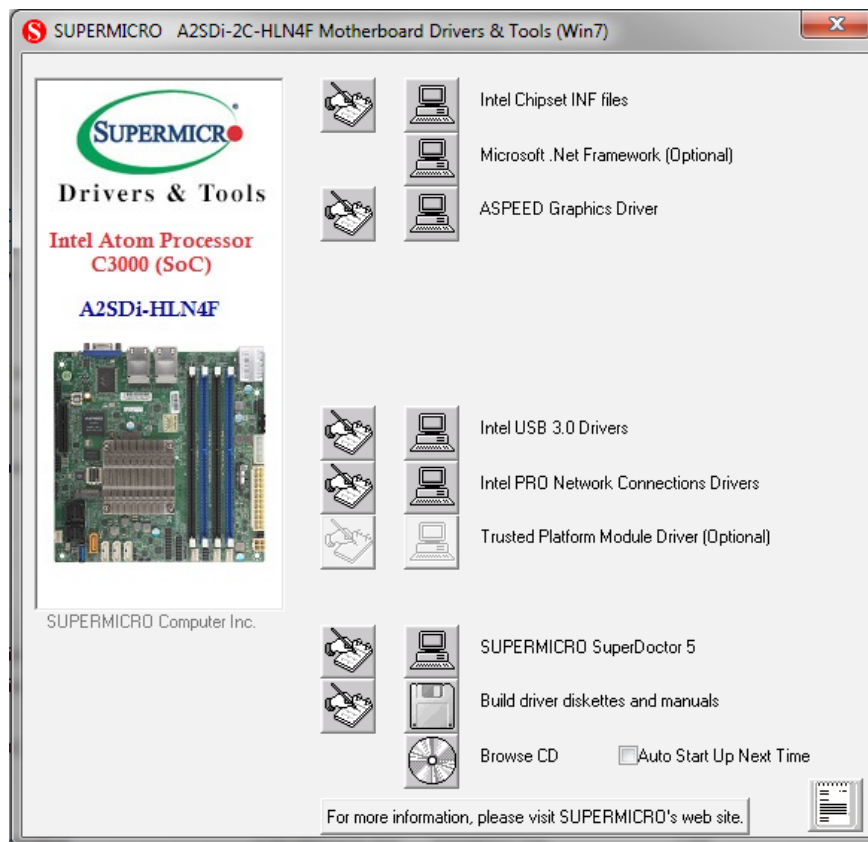 SUPERMICRO A2SDi-2C-HLN4F Motherboard Drivers & Tools (Win7)
SUPERMICRO
Drivers & Tools
Intel Atom Processor
C3000 (SoC)
A2SDi-HLN4F
SUPERMICRO Computer Inc.
Intel Chipset INF files
Microsoft .Net Framework (Optional)
ASPEED Graphics Driver
Intel USB 3.0 Drivers
Intel PRO Network Connections Drivers
Trusted Platform Module Driver (Optional)
SUPERMICRO SuperDoctor 5
Build driver diskettes and manuals
Browse CD
Auto Start Up Next Time
For more information, please visit SUPERMICRO's web site.